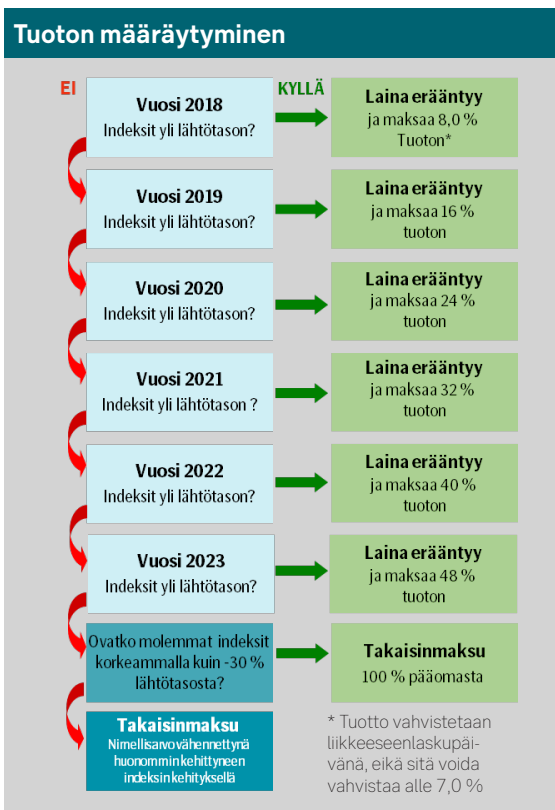 Tuoton määräytyminen
EI
KYLLÄ
Vuosi 2018
Indeksit yli lähtötason?
Laina erääntyy
ja maksaa 8,0 %
Tuoton*
Vuosi 2019
Indeksit yli lähtötason?
Laina erääntyy
ja maksaa 16 %
tuoton
Vuosi 2020
Indeksit yli lähtötason?
Laina erääntyy
ja maksaa 24 %
tuoton
Vuosi 2021
Indeksit yli lähtötason ?
Laina erääntyy
ja maksaa 32 %
tuoton
Vuosi 2022
Indeksit yli lähtötason?
Laina erääntyy
ja maksaa 40 %
tuoton
Vuosi 2023
Indeksit yli lähtötason?
Laina erääntyy
ja maksaa 48 %
tuoton
Ovatko molemmat indeksit
korkeammalla kuin -30 %
lähtötasosta?
Takaisinmaksu
100 % pääomasta
Takaisinmaksu
Nimellisarvo vähennettynä
huonommin kehittyneen
indeksin kehityksellä
* Tuotto vahvistetaan
liikkeeseenlaskupäi-
vänä, eikä sitä voida
vahvistaa alle 7,0 %